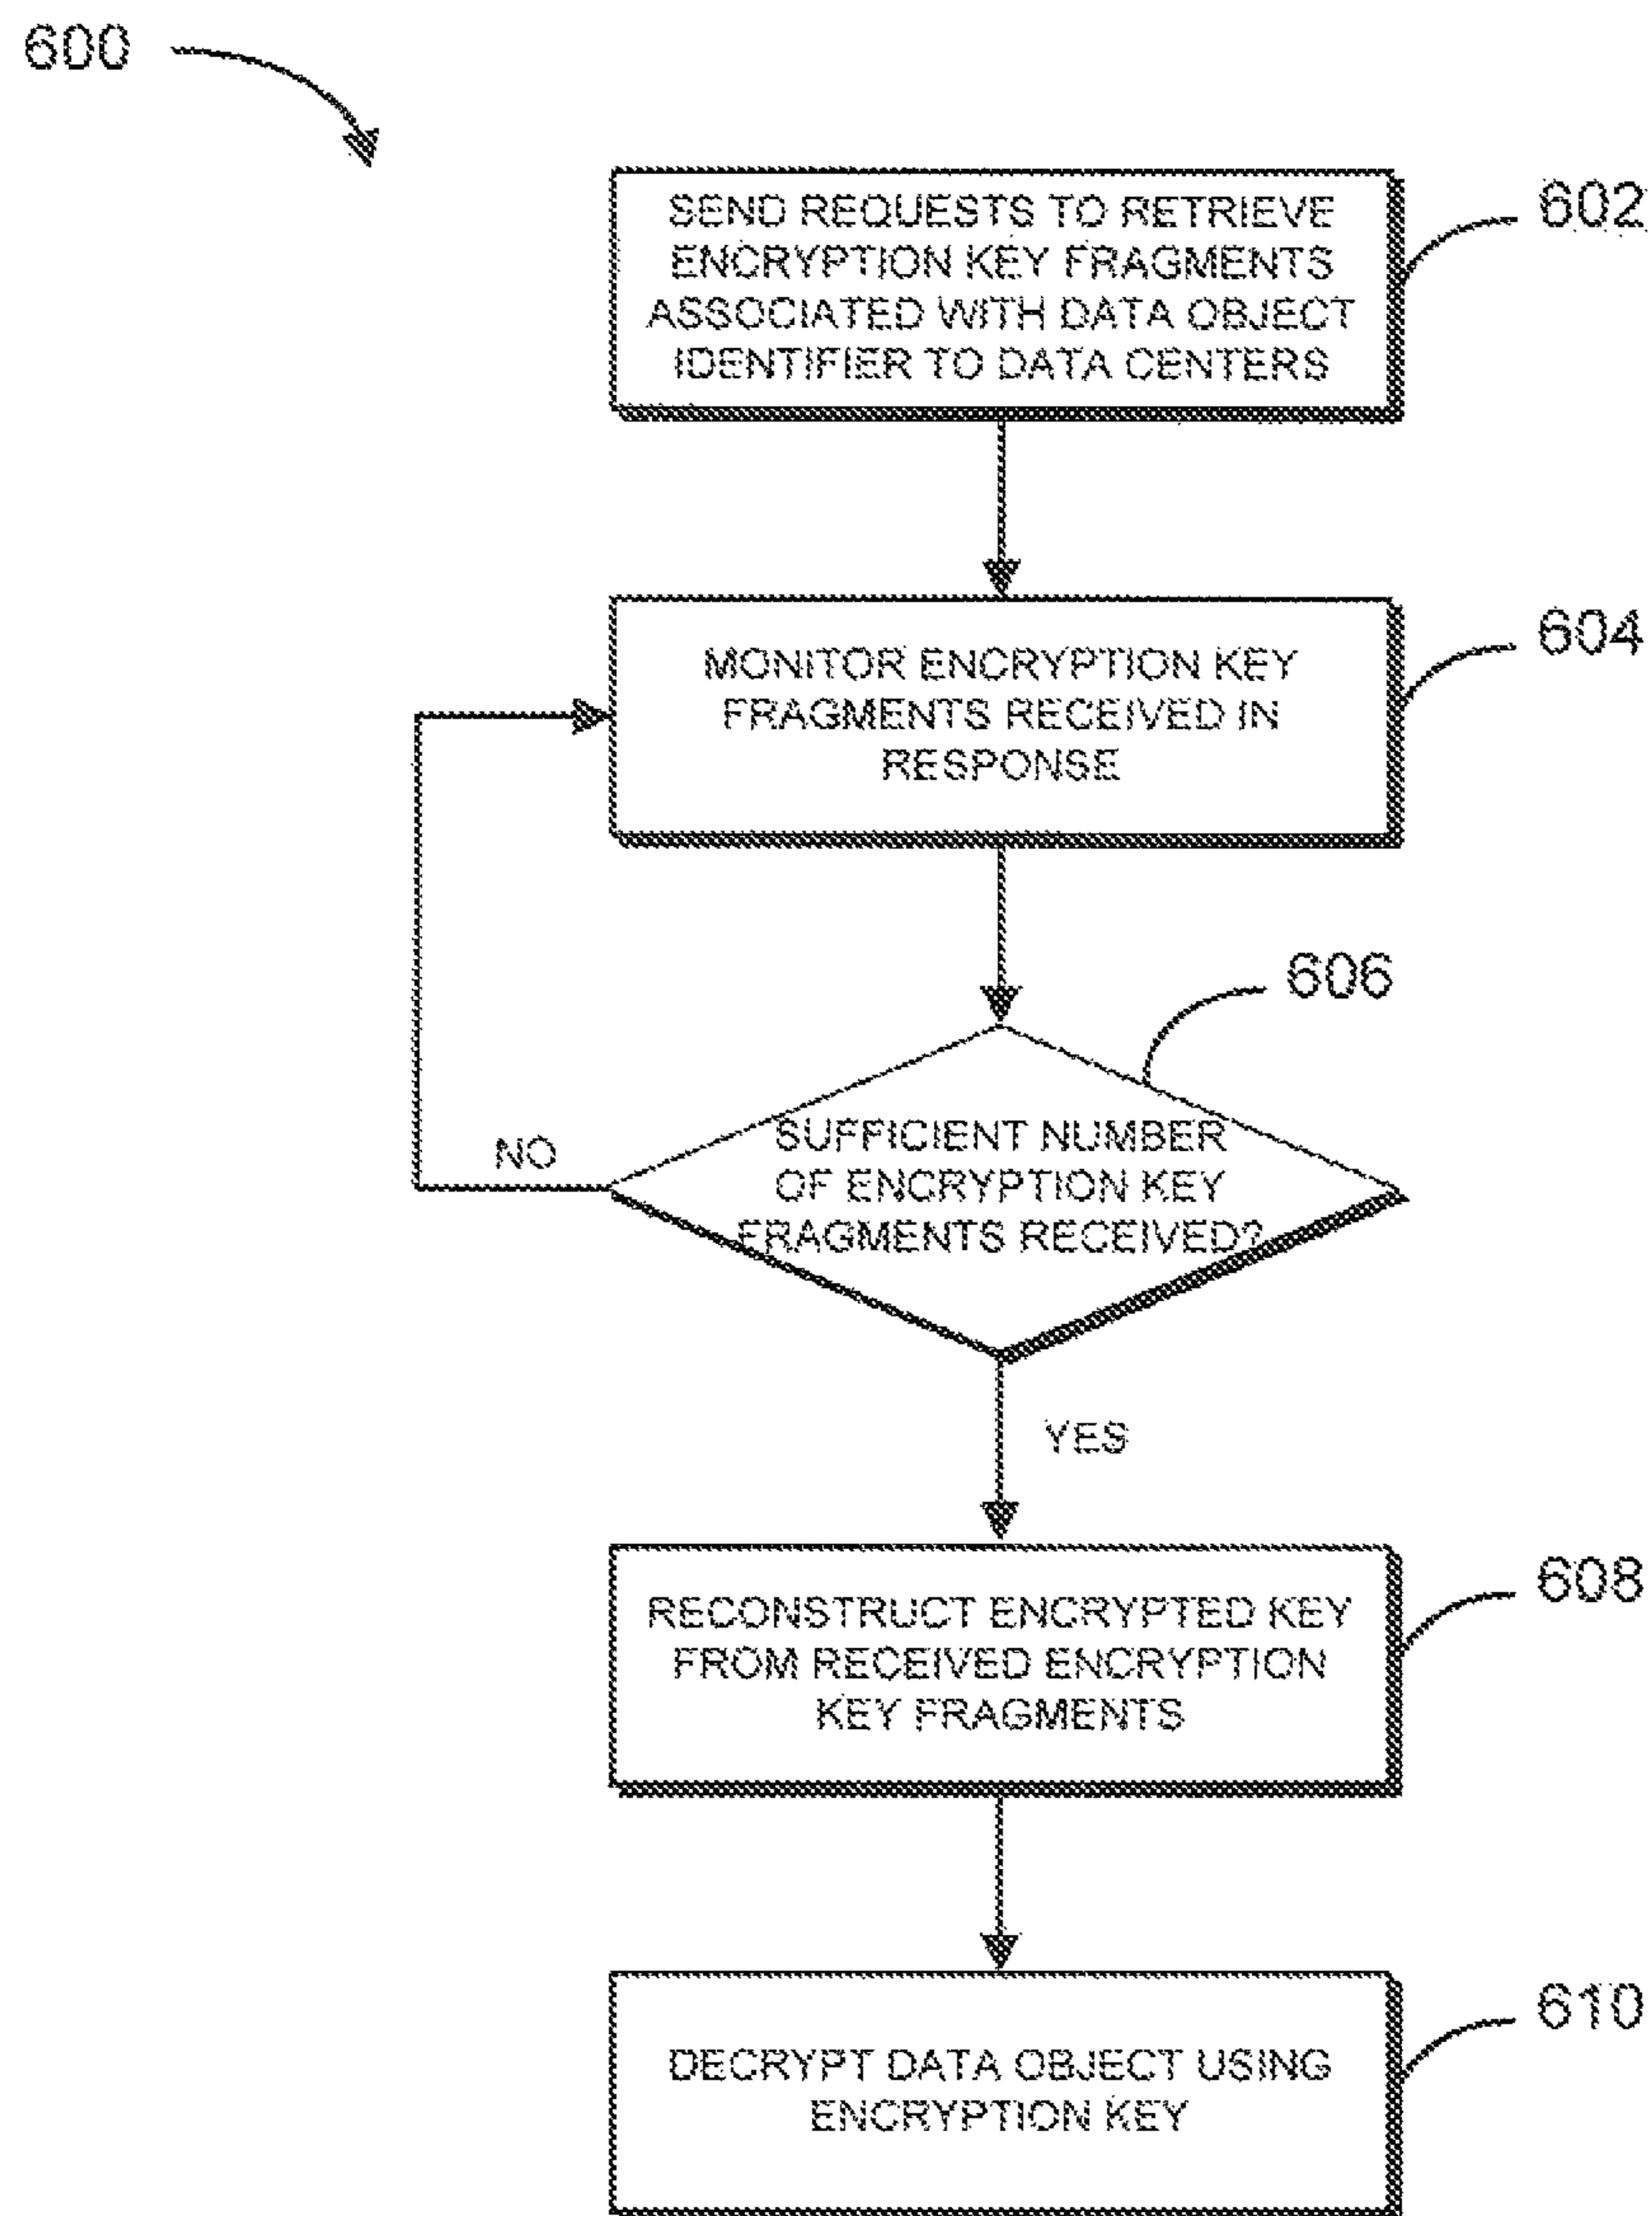 600
SEND REQUESTS TO RETRIEVE
ENCRYPTION KEY FRAGMENTS
ASSOCIATED WITH DATA OBJECT
IDENTIFIER TO DATA CENTERS
602
MONITOR ENCRYPTION KEY
FRAGMENTS RECEIVED IN
RESPONSE
604
606
SUFFICIENT NUMBER
OF ENCRYPTION KEY
FRAGMENTS RECEIVED?
NO
YES
RECONSTRUCT ENCRYPTED KEY
FROM RECEIVED ENCRYPTION
KEY FRAGMENTS
608
DECRYPT DATA OBJECT USING
ENCRYPTION KEY
610